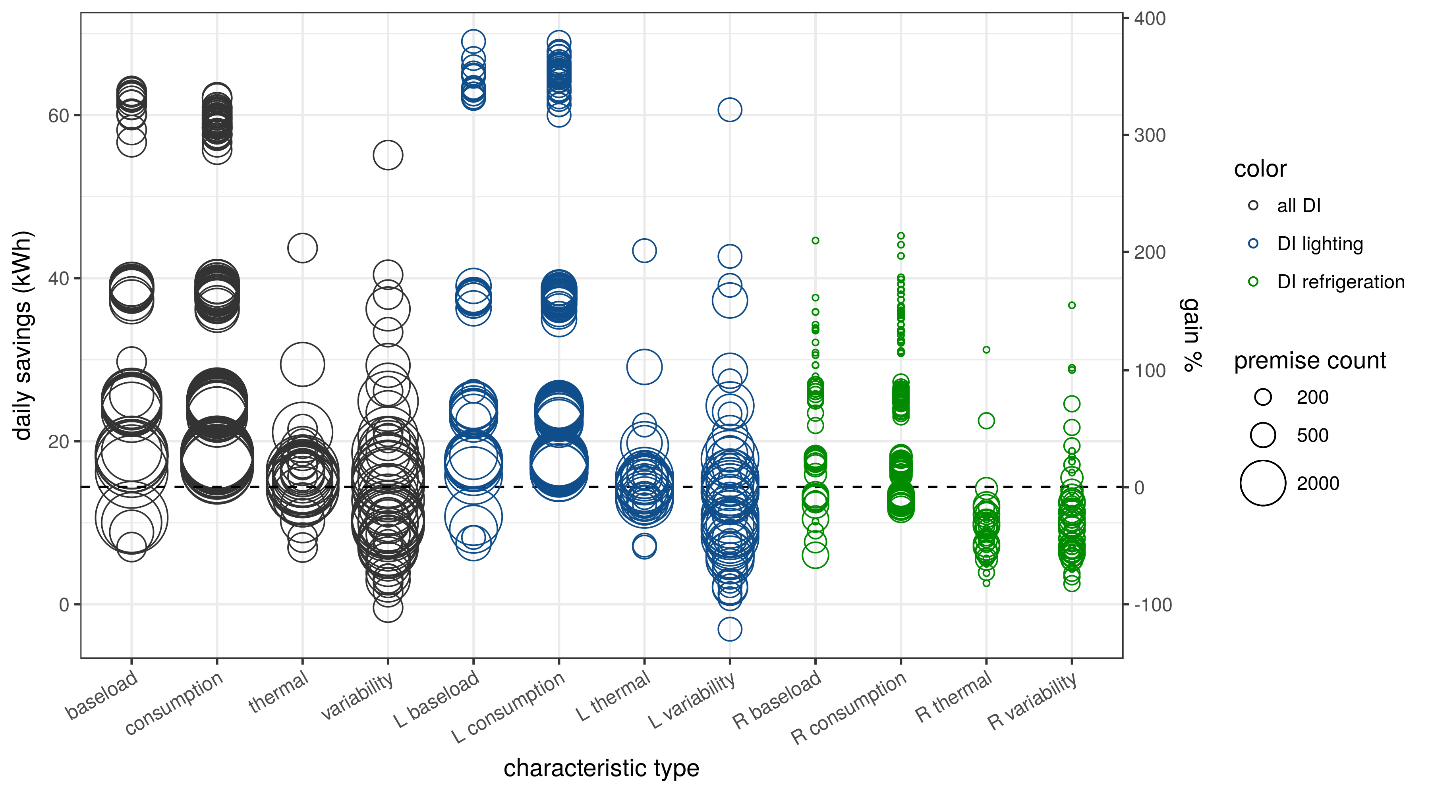 400
60
300
40
200
100
20
0
0
-100
daily savings (kWh)
gain %
baseload
consumption
thermal
variability
L baseload
L consumption
L thermal
L variability
R baseload
R consumption
R thermal
R variability
characteristic type
color
all DI
DI lighting
DI refrigeration
premise count
200
500
2000